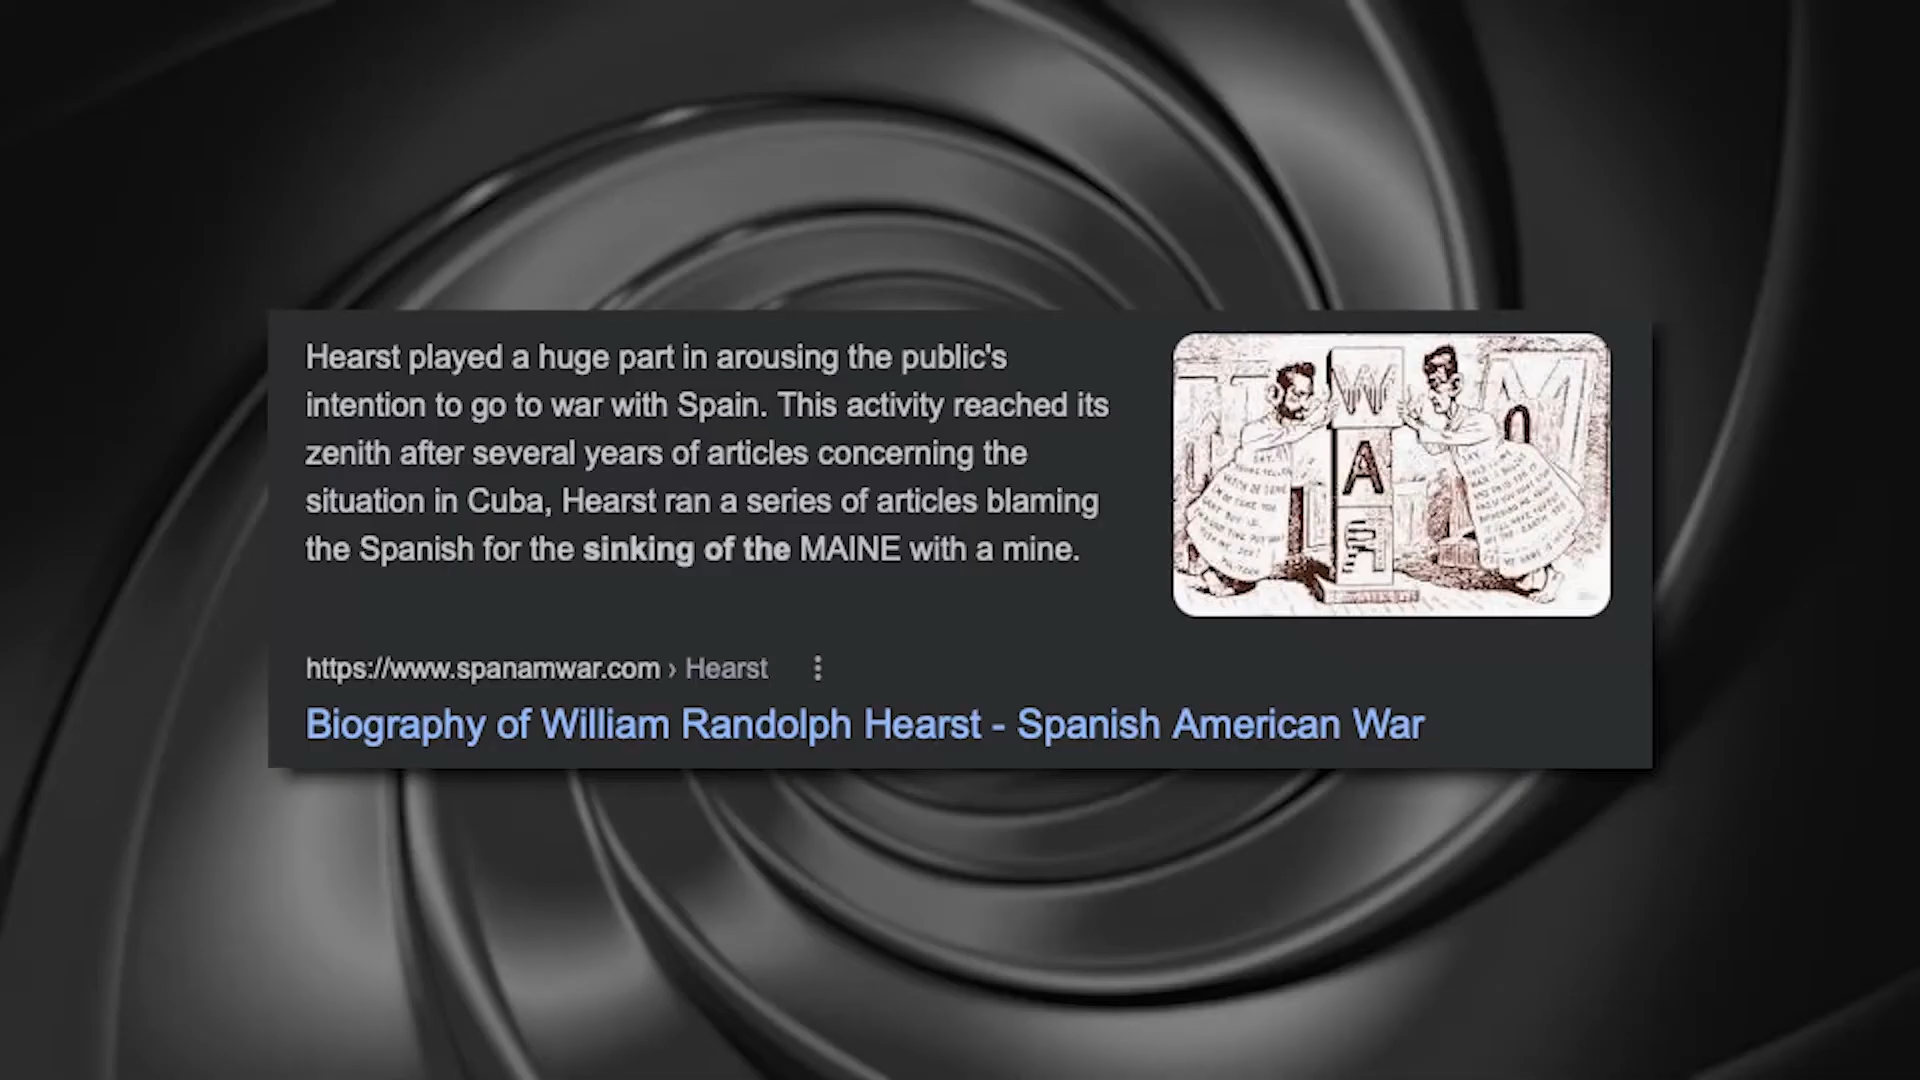 Hearst played a huge part in arousing the public's
intention to go to war with Spain. This activity reached its
zenith after several years of articles concerning the
situation in Cuba, Hearst ran a series of articles blaming
the Spanish for the sinking of the MAINE with a mine.
W
A
R
https://www.spanamwar.com › Hearst
Biography of William Randolph Hearst - Spanish American War